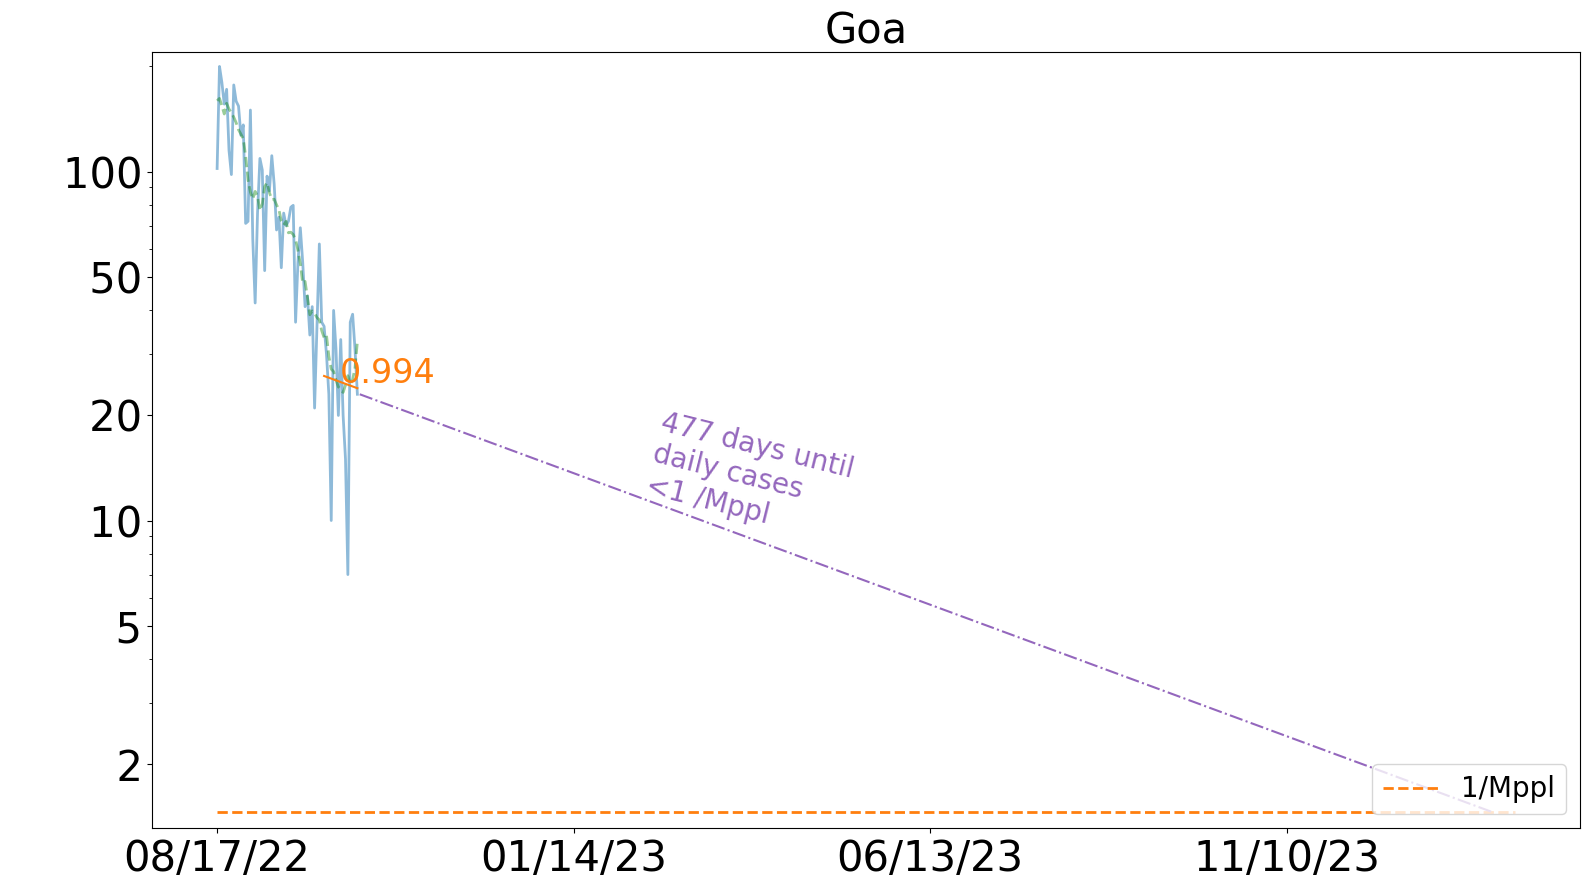 Goa
100
50
20
10
5
2
0.994
477 days until
daily cases
<1 /Mppl
1/Mppl
08/17/22
01/14/23
06/13/23
11/10/23